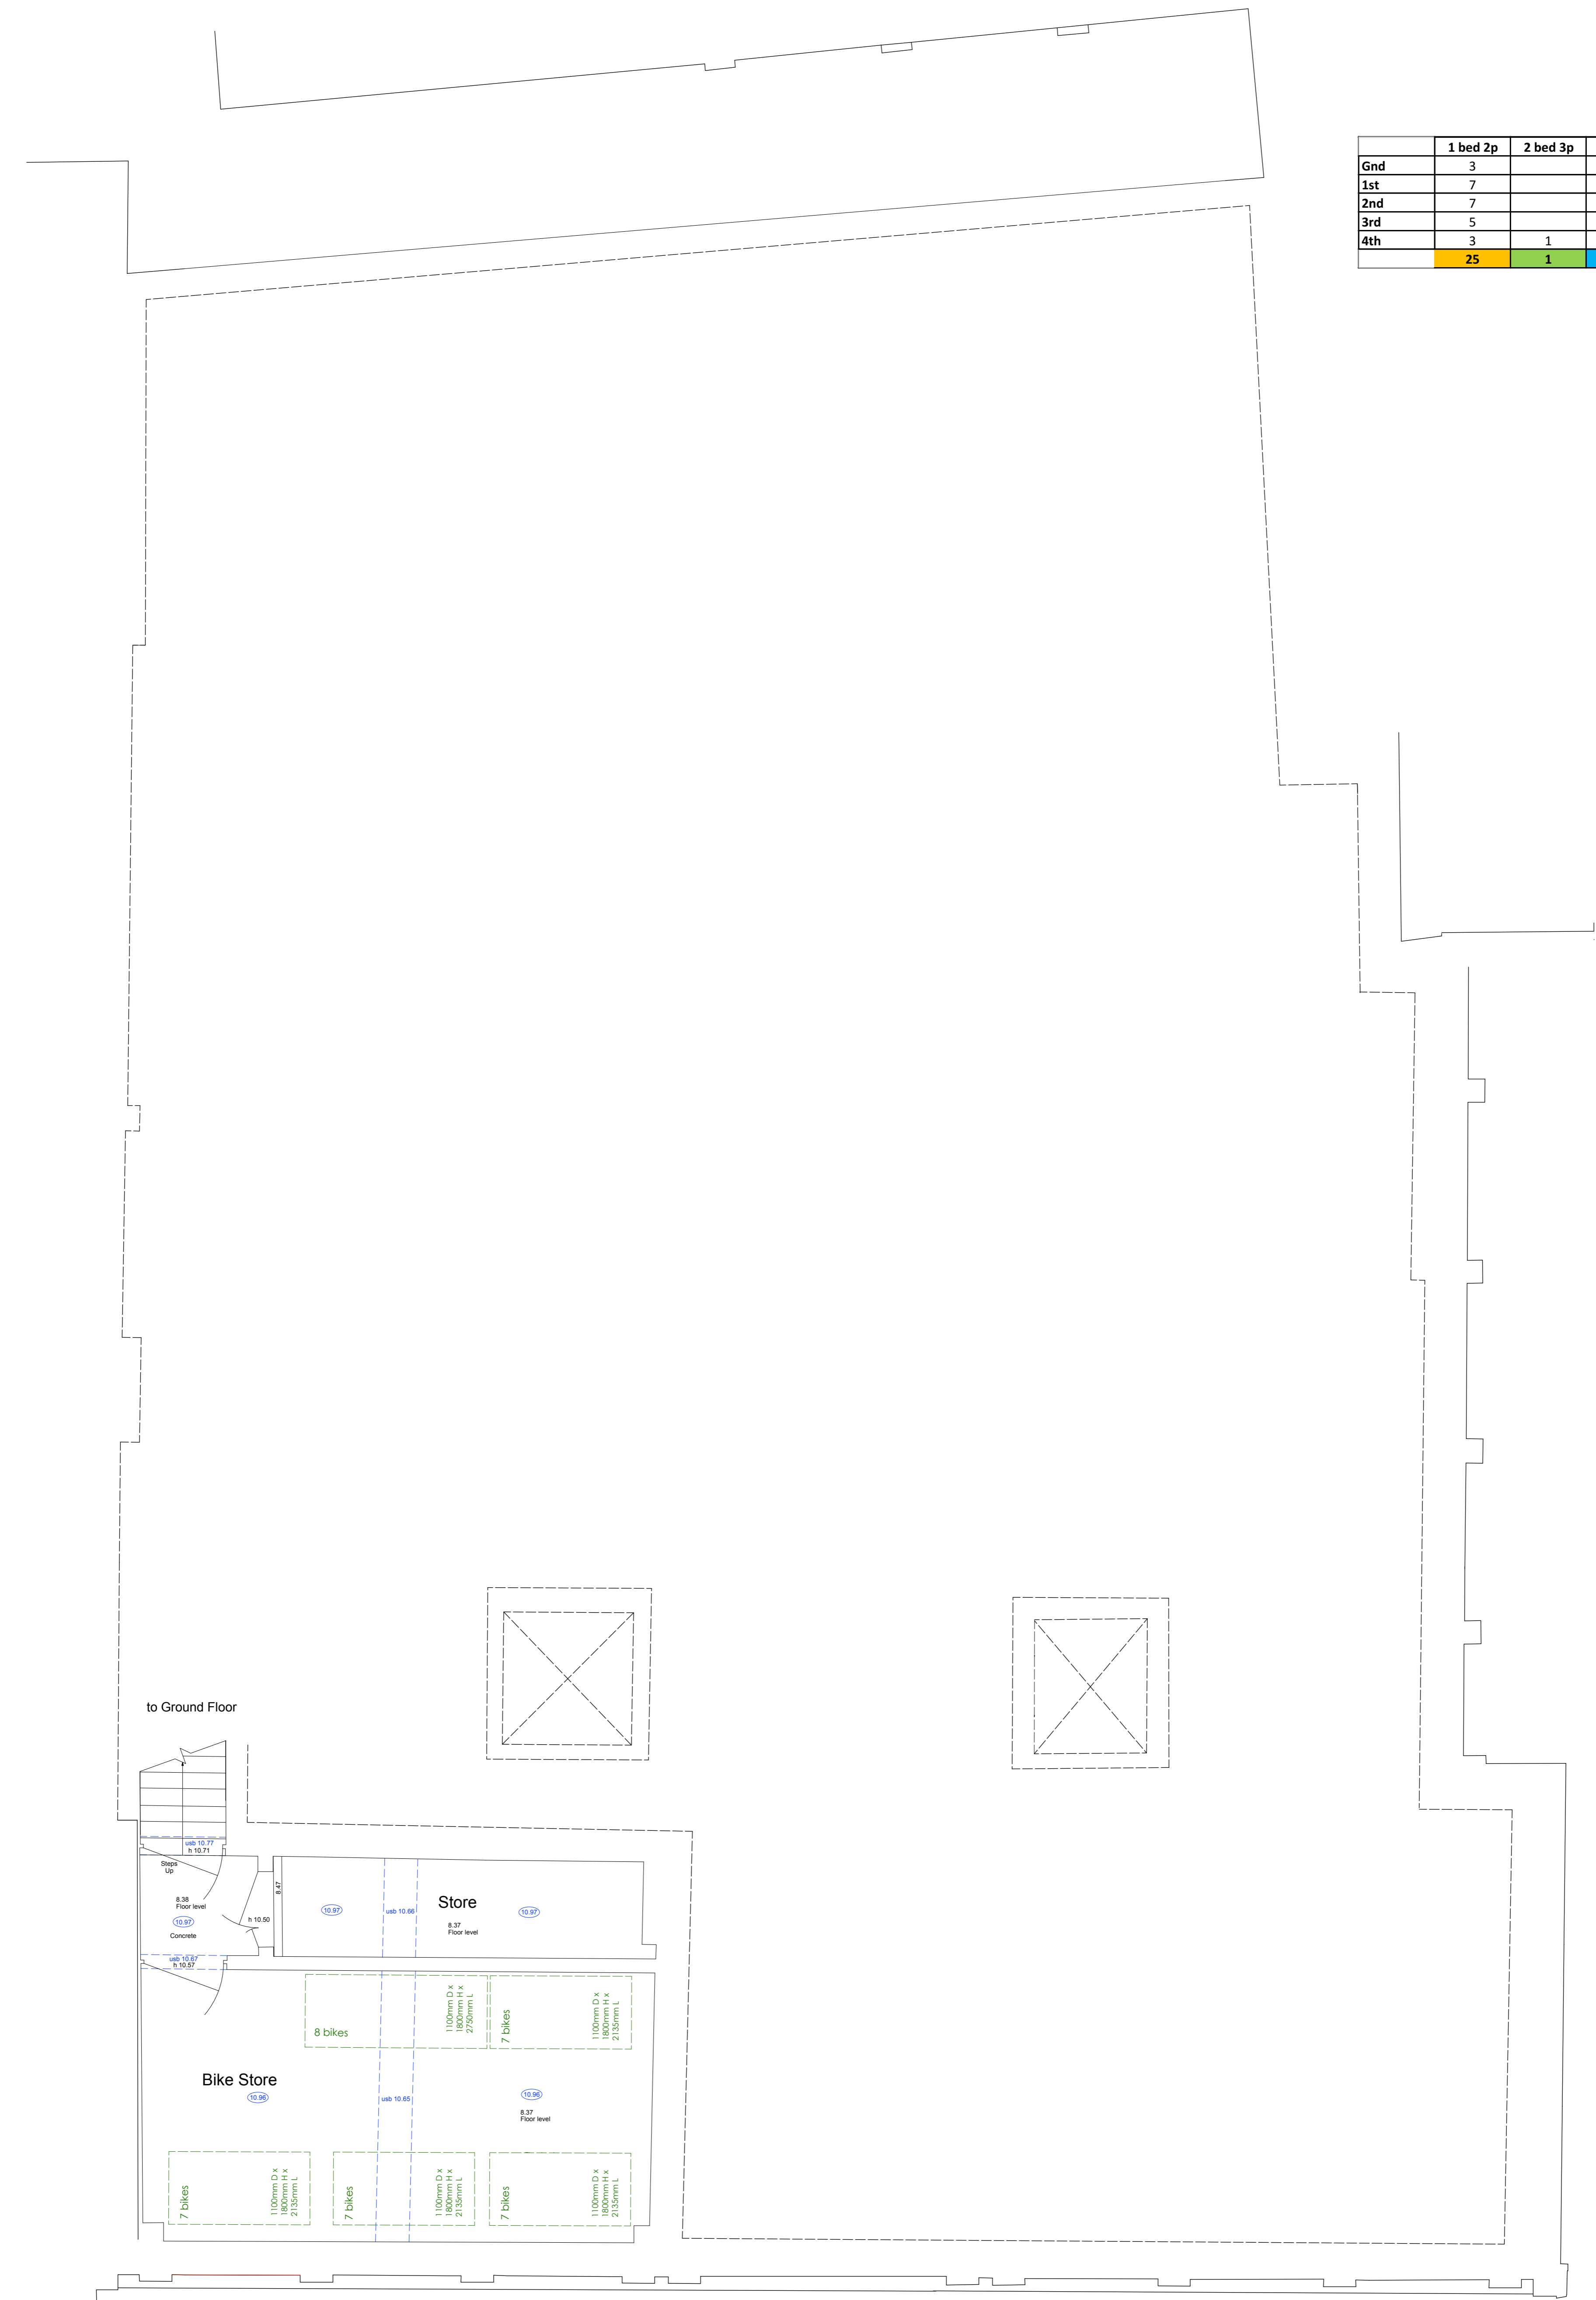 1 bed 2p 2 bed 3p
Gnd 3
1st 7
2nd 7
3rd 5
4th 3 1
25 1
to Ground Floor
usb 10.77
h 10.71
Steps
Up
8.38
Floor level
10.97
Concrete
h 10.50
8.47
usb 10.67
h 10.57
10.97
usb 10.66
Store
8.37
Floor level
10.97
8 bikes
1100mm D x
1800mm H x
2750mm L
7 bikes
1100mm D x
1800mm H x
2135mm L
Bike Store
10.96
usb 10.65
10.96
8.37
Floor level
7 bikes
1100mm D x
1800mm H x
2135mm L
7 bikes
1100mm D x
1800mm H x
2135mm L
7 bikes
1100mm D x
1800mm H x
2135mm L